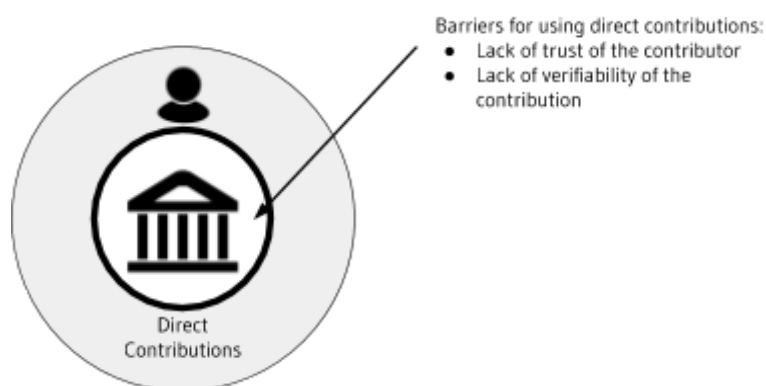 Barriers for using direct contributions:
● Lack of trust of the contributor
● Lack of verifiability of the
contribution
Direct
Contributions